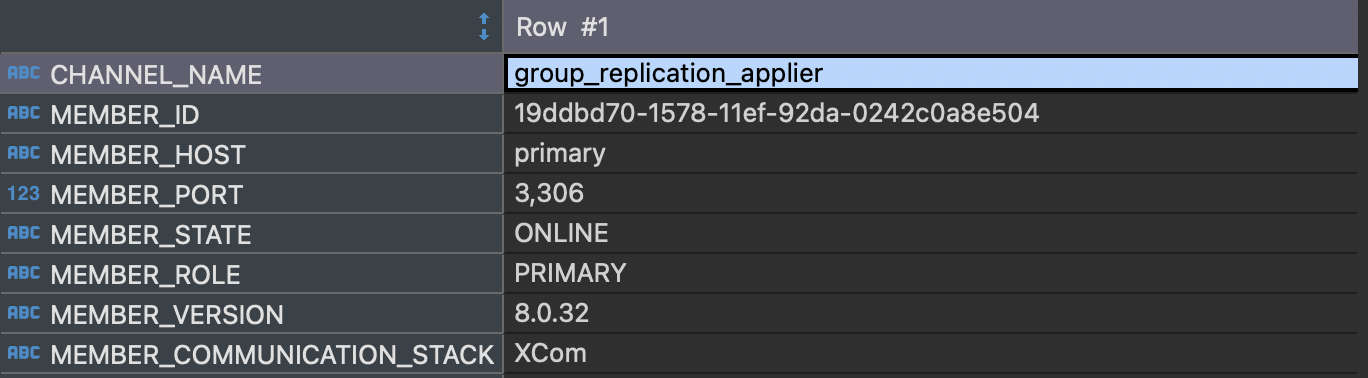 Row #1
ABC CHANNEL_NAME group_replication_applier
ABC MEMBER_ID 19ddbd70-1578-11ef-92da-0242c0a8e504
ABC MEMBER_HOST primary
123 MEMBER_PORT 3,306
ABC MEMBER_STATE ONLINE
ABC MEMBER_ROLE PRIMARY
ABC MEMBER_VERSION 8.0.32
ABC MEMBER_COMMUNICATION_STACK XCom